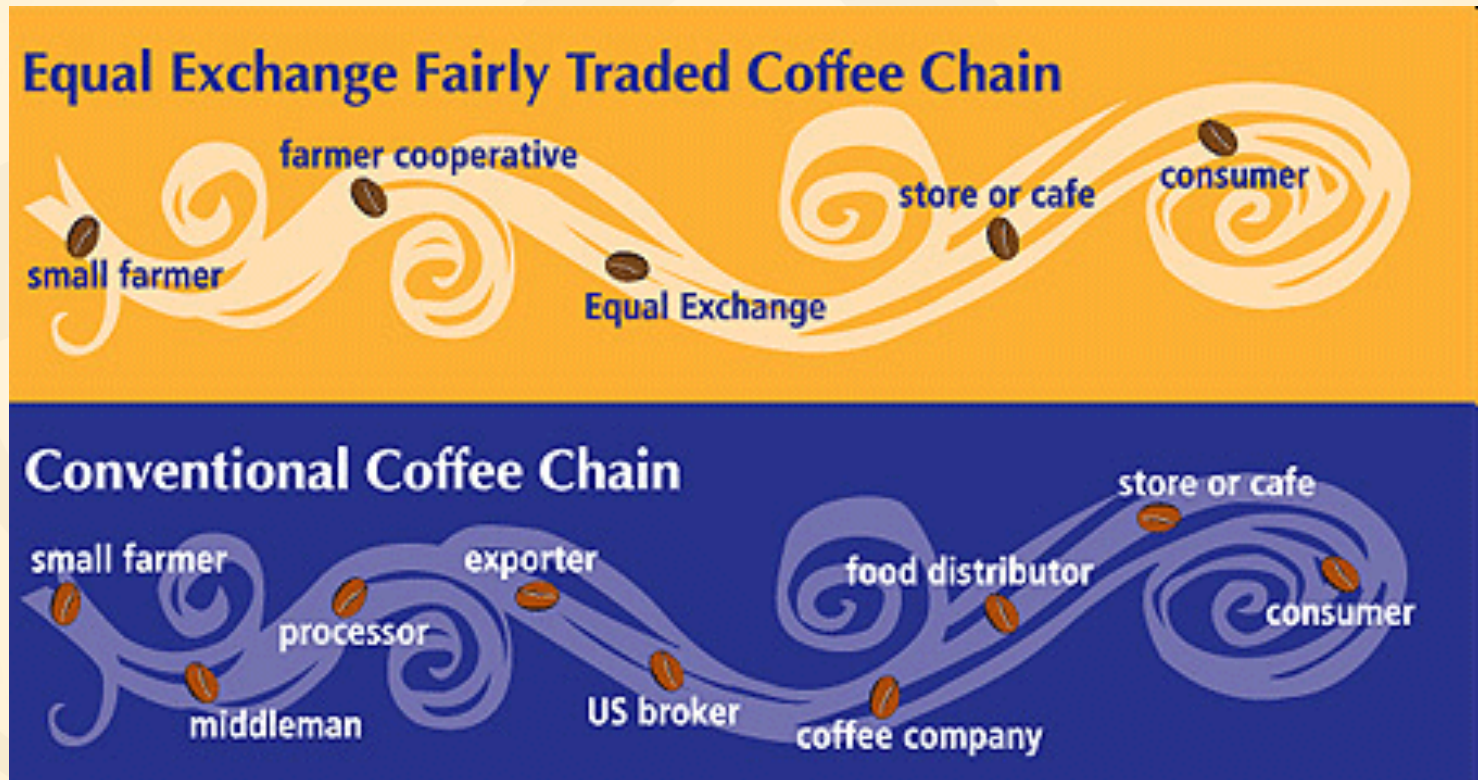 Equal Exchange Fairly Traded Coffee Chain
small farmer
farmer cooperative
Equal Exchange
store or cafe
consumer
Conventional Coffee Chain
small farmer
middleman
processor
exporter
US broker
coffee company
food distributor
store or cafe
consumer